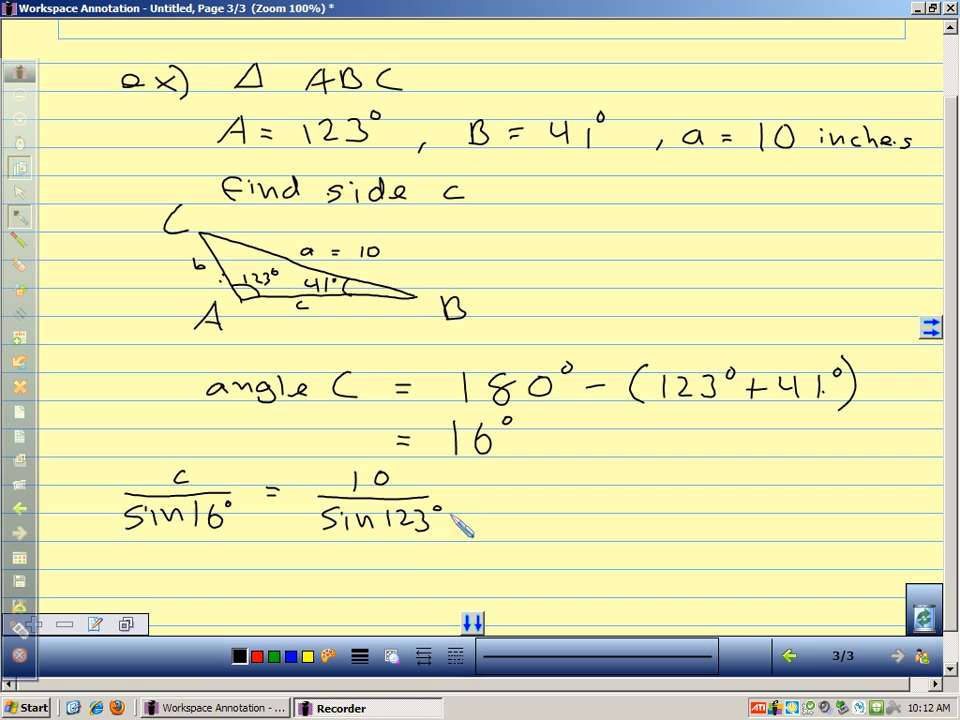 Workspace Annotation - Untitled, Page 3/3 (Zoom 100%) *
ex) Δ ABC
A = 123° , B = 41° , a = 10 inches
Find side c
C
a = 10
b
123° 41°
c
A B
angle C = 180° - (123° + 41°)
= 16°
c / sin 16° = 10 / sin 123°
3/3
Start Workspace Annotation - ... Recorder ATI 10:12 AM